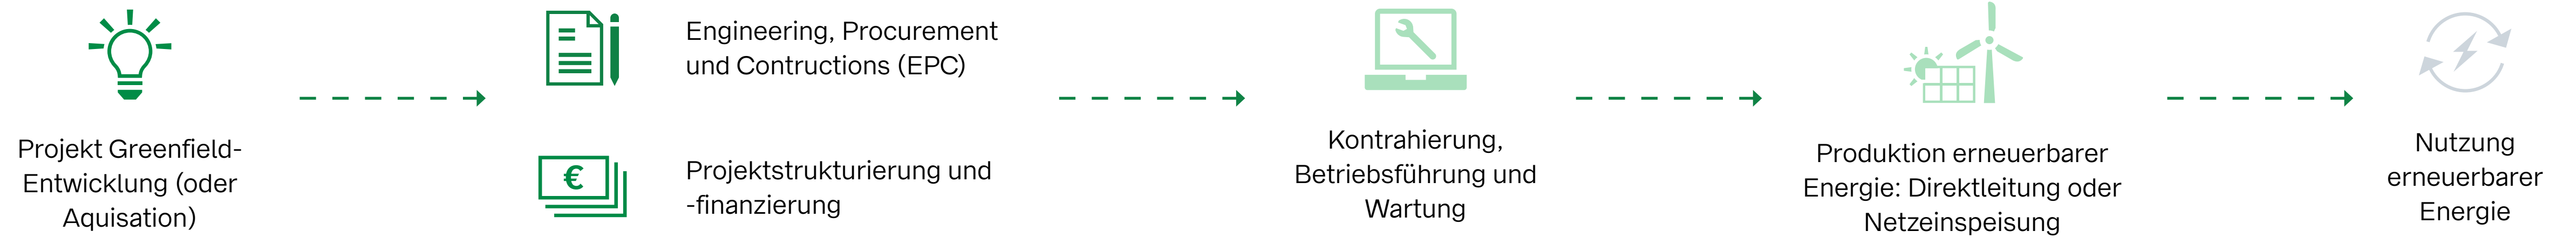 Projekt Greenfield-
Entwicklung (oder
Aquisation)
Engineering, Procurement
und Contructions (EPC)
€
Projektstrukturierung und
-finanzierung
Kontrahierung,
Betriebsführung und
Wartung
Produktion erneuerbarer
Energie: Direktleitung oder
Netzeinspeisung
Nutzung
erneuerbarer
Energie